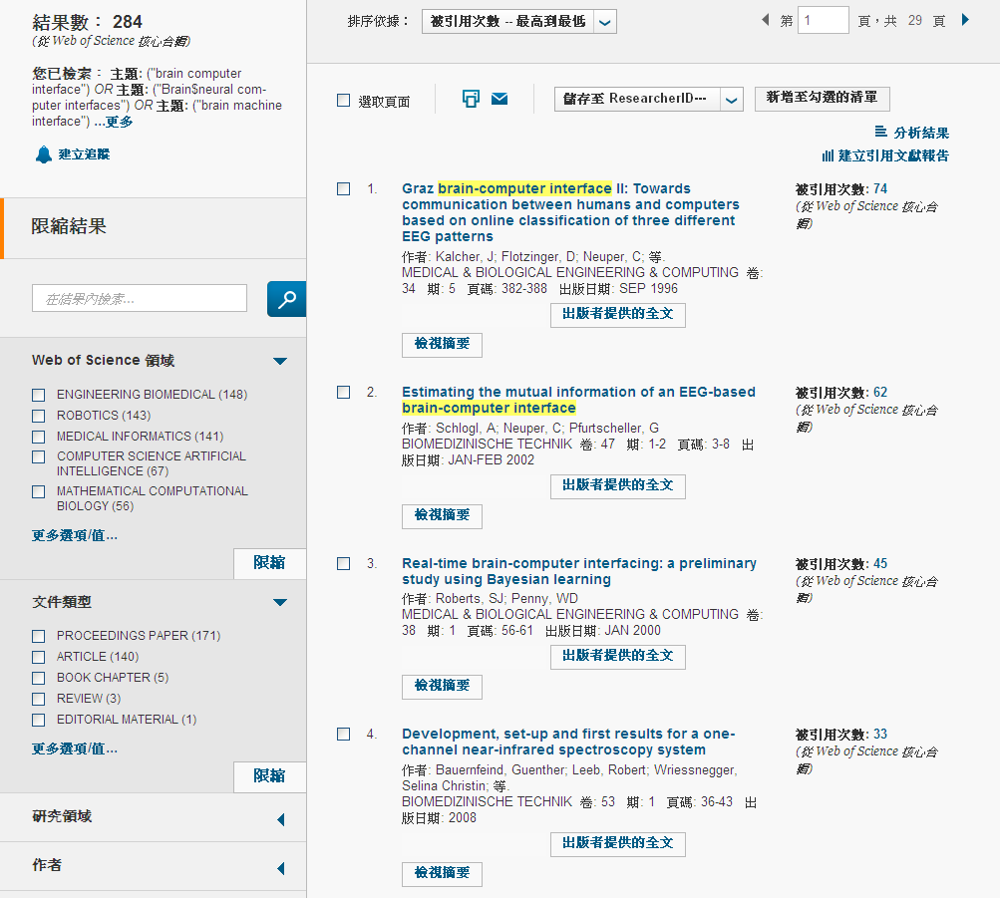 結果數： 284
(從 Web of Science 核心合輯)
您已檢索： 主題: ("brain computer
interface") OR 主題: ("Brain$neural com-
puter interfaces") OR 主題: ("brain machine
interface") ...更多
建立追蹤
限縮結果
在結果內檢索...
Web of Science 領域
ENGINEERING BIOMEDICAL (148)
ROBOTICS (143)
MEDICAL INFORMATICS (141)
COMPUTER SCIENCE ARTIFICIAL
INTELLIGENCE (67)
MATHEMATICAL COMPUTATIONAL
BIOLOGY (56)
更多選項/值...
限縮
文件類型
PROCEEDINGS PAPER (171)
ARTICLE (140)
BOOK CHAPTER (5)
REVIEW (3)
EDITORIAL MATERIAL (1)
更多選項/值...
限縮
研究領域
作者
排序依據： 被引用次數 -- 最高到最低
第 1 頁，共 29 頁
選取頁面
儲存至 ResearcherID---
新增至勾選的清單
分析結果
建立引用文獻報告
1. Graz brain-computer interface II: Towards
communication between humans and computers
based on online classification of three different
EEG patterns
作者: Kalcher, J; Flotzinger, D; Neuper, C; 等.
MEDICAL & BIOLOGICAL ENGINEERING & COMPUTING 卷:
34 期: 5 頁碼: 382-388 出版日期: SEP 1996
出版者提供的全文
檢視摘要
被引用次數: 74
(從 Web of Science 核心合
輯)
2. Estimating the mutual information of an EEG-based
brain-computer interface
作者: Schlogl, A; Neuper, C; Pfurtscheller, G
BIOMEDIZINISCHE TECHNIK 卷: 47 期: 1-2 頁碼: 3-8 出
版日期: JAN-FEB 2002
出版者提供的全文
檢視摘要
被引用次數: 62
(從 Web of Science 核心合
輯)
3. Real-time brain-computer interfacing: a preliminary
study using Bayesian learning
作者: Roberts, SJ; Penny, WD
MEDICAL & BIOLOGICAL ENGINEERING & COMPUTING 卷:
38 期: 1 頁碼: 56-61 出版日期: JAN 2000
出版者提供的全文
檢視摘要
被引用次數: 45
(從 Web of Science 核心合
輯)
4. Development, set-up and first results for a one-
channel near-infrared spectroscopy system
作者: Bauernfeind, Guenther; Leeb, Robert; Wriessnegger,
Selina Christin; 等.
BIOMEDIZINISCHE TECHNIK 卷: 53 期: 1 頁碼: 36-43 出
版日期: 2008
出版者提供的全文
檢視摘要
被引用次數: 33
(從 Web of Science 核心合
輯)